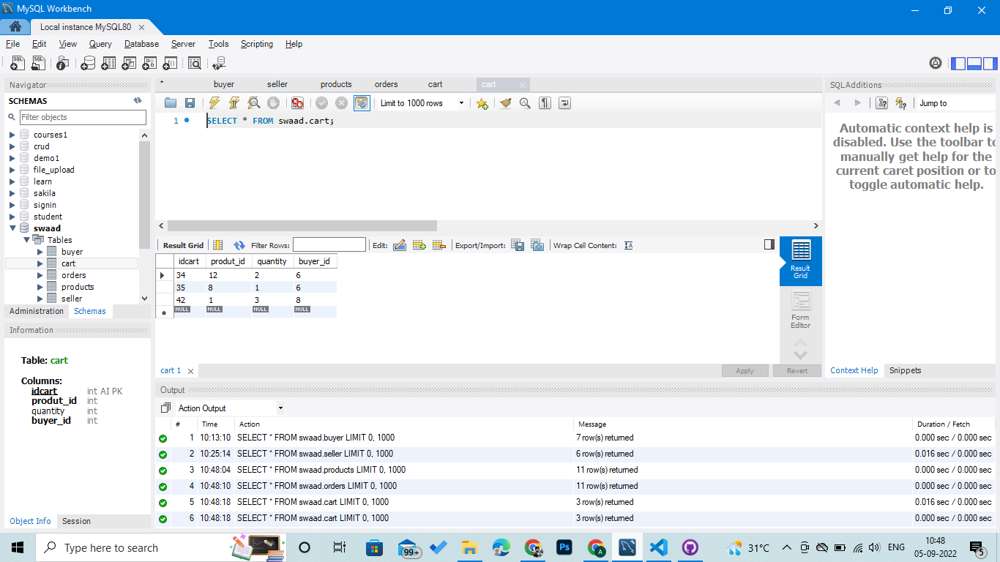 MySQL Workbench
Local instance MySQL80
File Edit View Query Database Server Tools Scripting Help
Navigator
SCHEMAS
Filter objects
courses1
crud
demo1
file_upload
learn
sakila
signin
student
swaad
Tables
buyer
cart
orders
products
seller
Administration Schemas
Information
Table: cart
Columns:
idcart int AI PK
produt_id int
quantity int
buyer_id int
Object Info Session
buyer seller products orders cart cart
Limit to 1000 rows
1 SELECT * FROM swaad.cart;
Result Grid Filter Rows: Edit: Export/Import: Wrap Cell Content:
idcart produt_id quantity buyer_id
34 12 2 6
35 8 1 6
42 1 3 8
NULL NULL NULL NULL
Result Grid
Form Editor
cart 1
Apply Revert
SQLAdditions
Jump to
Automatic context help is
disabled. Use the toolbar to
manually get help for the
current caret position or to
toggle automatic help.
Context Help Snippets
Output
Action Output
# Time Action Message Duration / Fetch
1 10:13:10 SELECT * FROM swaad.buyer LIMIT 0, 1000 7 row(s) returned 0.000 sec / 0.000 sec
2 10:25:14 SELECT * FROM swaad.seller LIMIT 0, 1000 6 row(s) returned 0.016 sec / 0.000 sec
3 10:48:04 SELECT * FROM swaad.products LIMIT 0, 1000 11 row(s) returned 0.000 sec / 0.000 sec
4 10:48:10 SELECT * FROM swaad.orders LIMIT 0, 1000 11 row(s) returned 0.000 sec / 0.000 sec
5 10:48:18 SELECT * FROM swaad.cart LIMIT 0, 1000 3 row(s) returned 0.016 sec / 0.000 sec
6 10:48:18 SELECT * FROM swaad.cart LIMIT 0, 1000 3 row(s) returned 0.000 sec / 0.000 sec
Type here to search
99+
Ps
A
31°C
ENG
10:48
05-09-2022
5